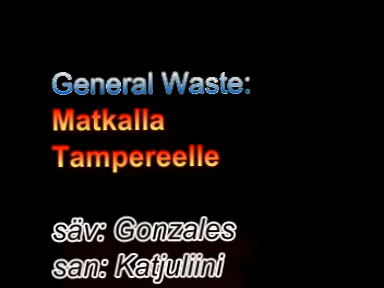 General Waste:
Matkalla
Tampereelle
säv: Gonzales
san: Katjuliini